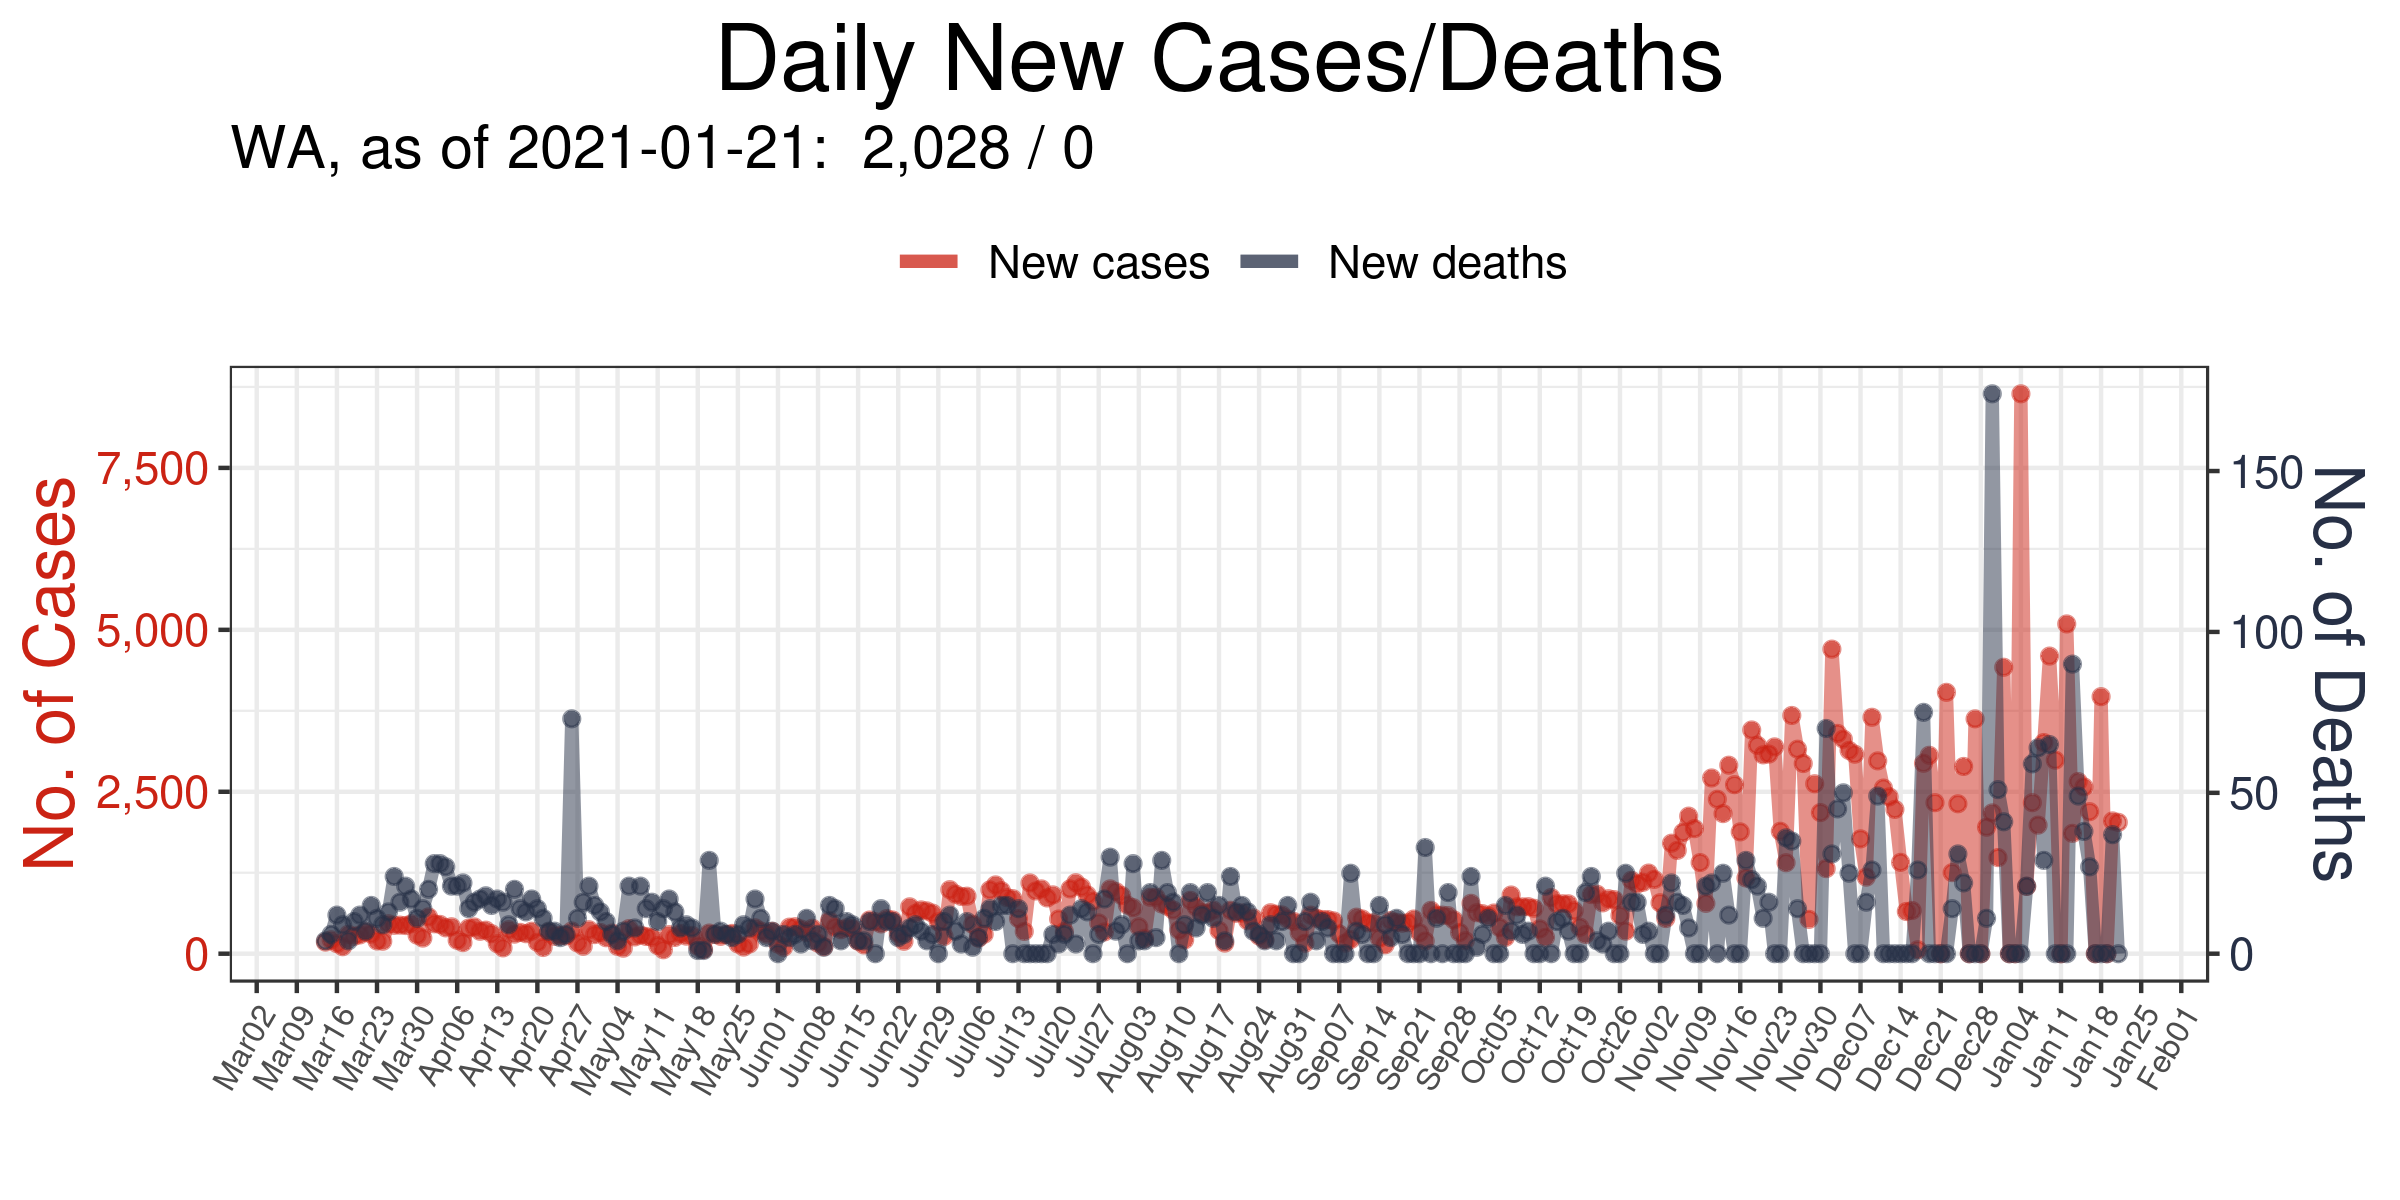 Daily New Cases/Deaths
WA, as of 2021-01-21:  2,028 / 0
New cases
New deaths
No. of Cases
7,500
5,000
2,500
0
150
100
50
0
No. of Deaths
Mar02
Mar09
Mar16
Mar23
Mar30
Apr06
Apr13
Apr20
Apr27
May04
May11
May18
May25
Jun01
Jun08
Jun15
Jun22
Jun29
Jul06
Jul13
Jul20
Jul27
Aug03
Aug10
Aug17
Aug24
Aug31
Sep07
Sep14
Sep21
Sep28
Oct05
Oct12
Oct19
Oct26
Nov02
Nov09
Nov16
Nov23
Nov30
Dec07
Dec14
Dec21
Dec28
Jan04
Jan11
Jan18
Jan25
Feb01